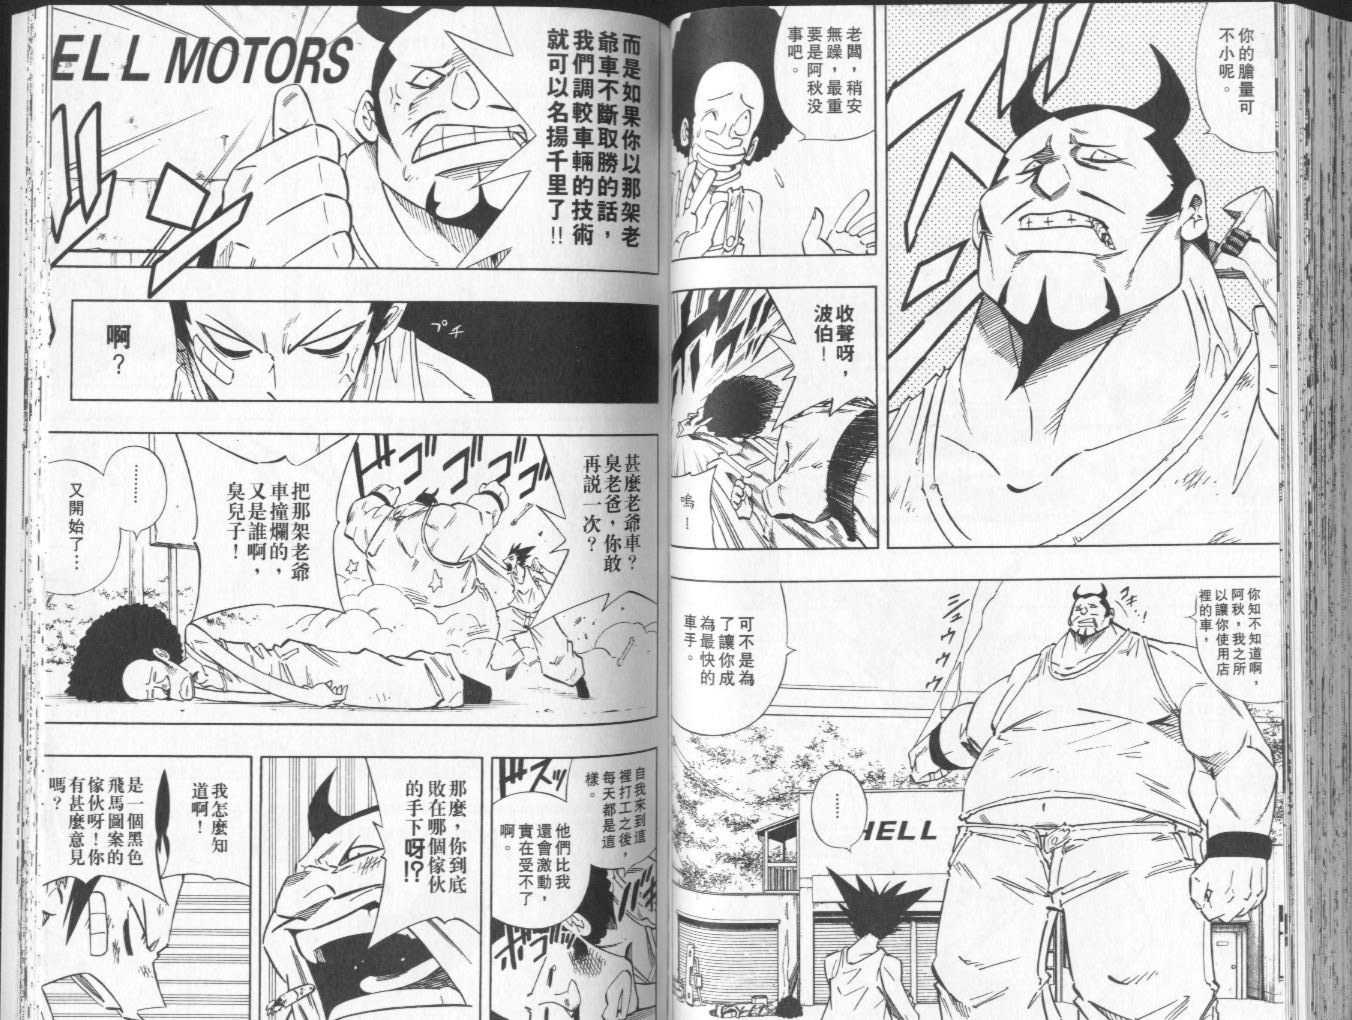 你的膽量可
不小呢。
老闆，稍安
無躁，最重
要是阿秋没
事吧。
收聲呀，
波伯！
嗚！
你知不知道啊，
阿秋，我之所
以讓你使用店
裡的車，
可不是為
了讓你成
為最快的
車手。
⋯⋯
HELL
而是如果你以那架老
爺車不斷取勝的話，
我們調較車輛的技術
就可以名揚千里了!!
ELL MOTORS
プチ
啊？
甚麼老爺車？
臭老爸，你敢
再說一次？
把那架老爺
車撞爛的，
又是誰啊，
臭兒子！
⋯⋯
又開始了⋯
自我來到這
裡打工之後，
每天都是這
樣。
他們比我
還會激動，
實在受不了
啊。
那麼，你到底
敗在哪個傢伙
的手下呀!?
我怎麼知
道啊！
是一個黑色
飛馬圖案的
傢伙呀！你
有甚麼意見
嗎？